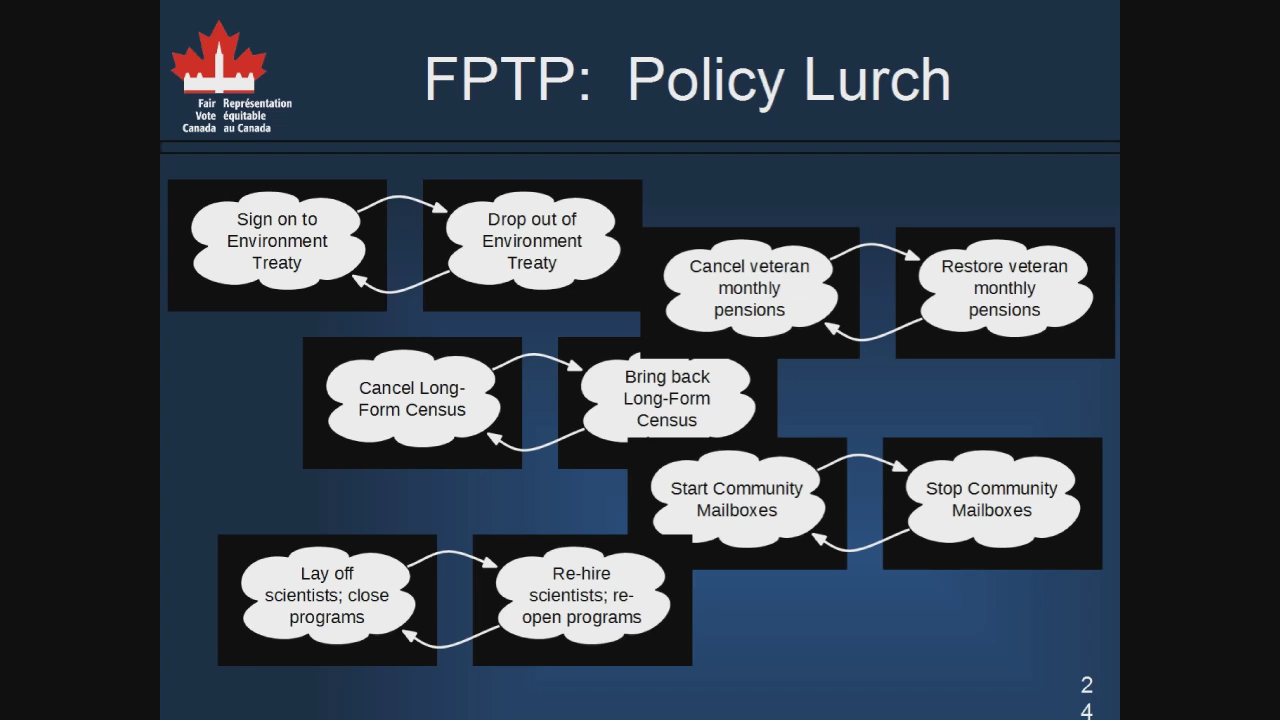 FPTP: Policy Lurch
Fair Représentation
Vote équitable
Canada au Canada
Sign on to
Environment
Treaty
Drop out of
Environment
Treaty
Cancel veteran
monthly
pensions
Restore veteran
monthly
pensions
Cancel Long-
Form Census
Bring back
Long-Form
Census
Start Community
Mailboxes
Stop Community
Mailboxes
Lay off
scientists; close
programs
Re-hire
scientists; re-
open programs
2
4